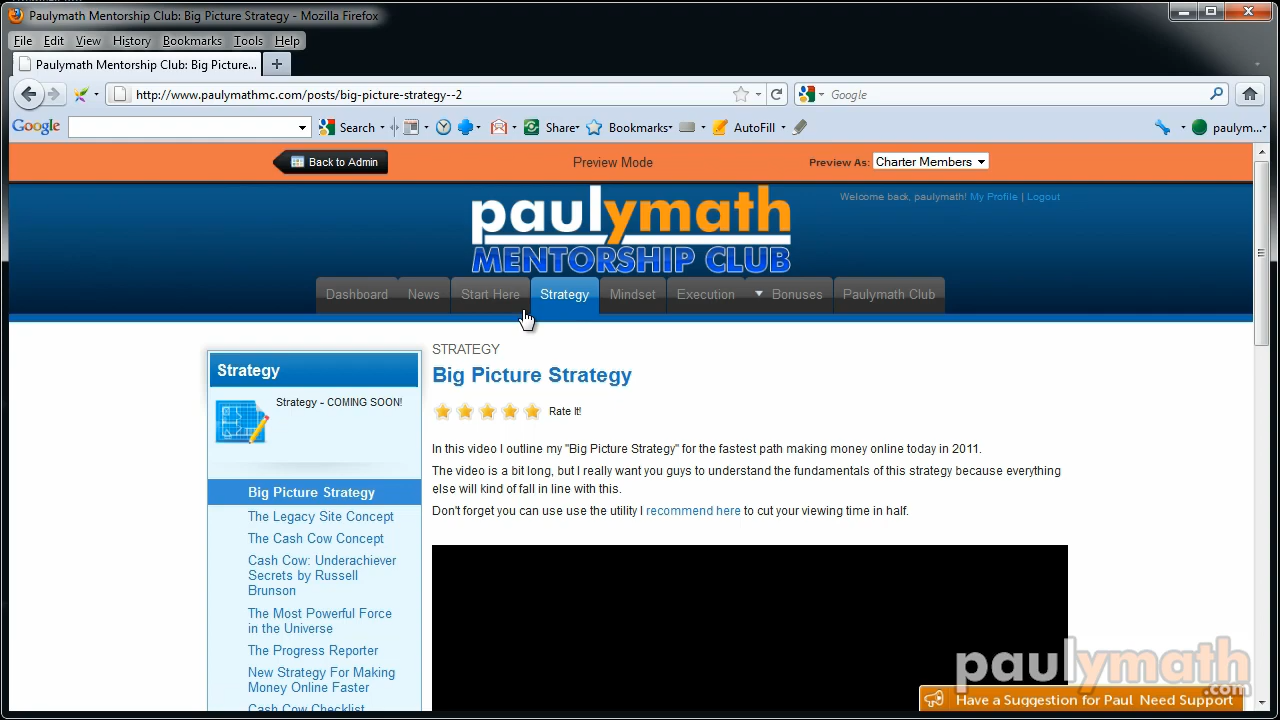 Paulymath Mentorship Club: Big Picture Strategy - Mozilla Firefox
File Edit View History Bookmarks Tools Help
Paulymath Mentorship Club: Big Picture...
http://www.paulymathmc.com/posts/big-picture-strategy--2
Google
Google Search Share Bookmarks AutoFill paulym...
Back to Admin Preview Mode Preview As: Charter Members
Welcome back, paulymath! My Profile | Logout
paulymath
MENTORSHIP CLUB
Dashboard News Start Here Strategy Mindset Execution Bonuses Paulymath Club
STRATEGY
Big Picture Strategy
Rate It!
In this video I outline my "Big Picture Strategy" for the fastest path making money online today in 2011.
The video is a bit long, but I really want you guys to understand the fundamentals of this strategy because everything
else will kind of fall in line with this.
Don't forget you can use use the utility I recommend here to cut your viewing time in half.
Strategy
Strategy - COMING SOON!
Big Picture Strategy
The Legacy Site Concept
The Cash Cow Concept
Cash Cow: Underachiever
Secrets by Russell
Brunson
The Most Powerful Force
in the Universe
The Progress Reporter
New Strategy For Making
Money Online Faster
Cash Cow Checklist
paulymath
.com
Have a Suggestion for Paul Need Support